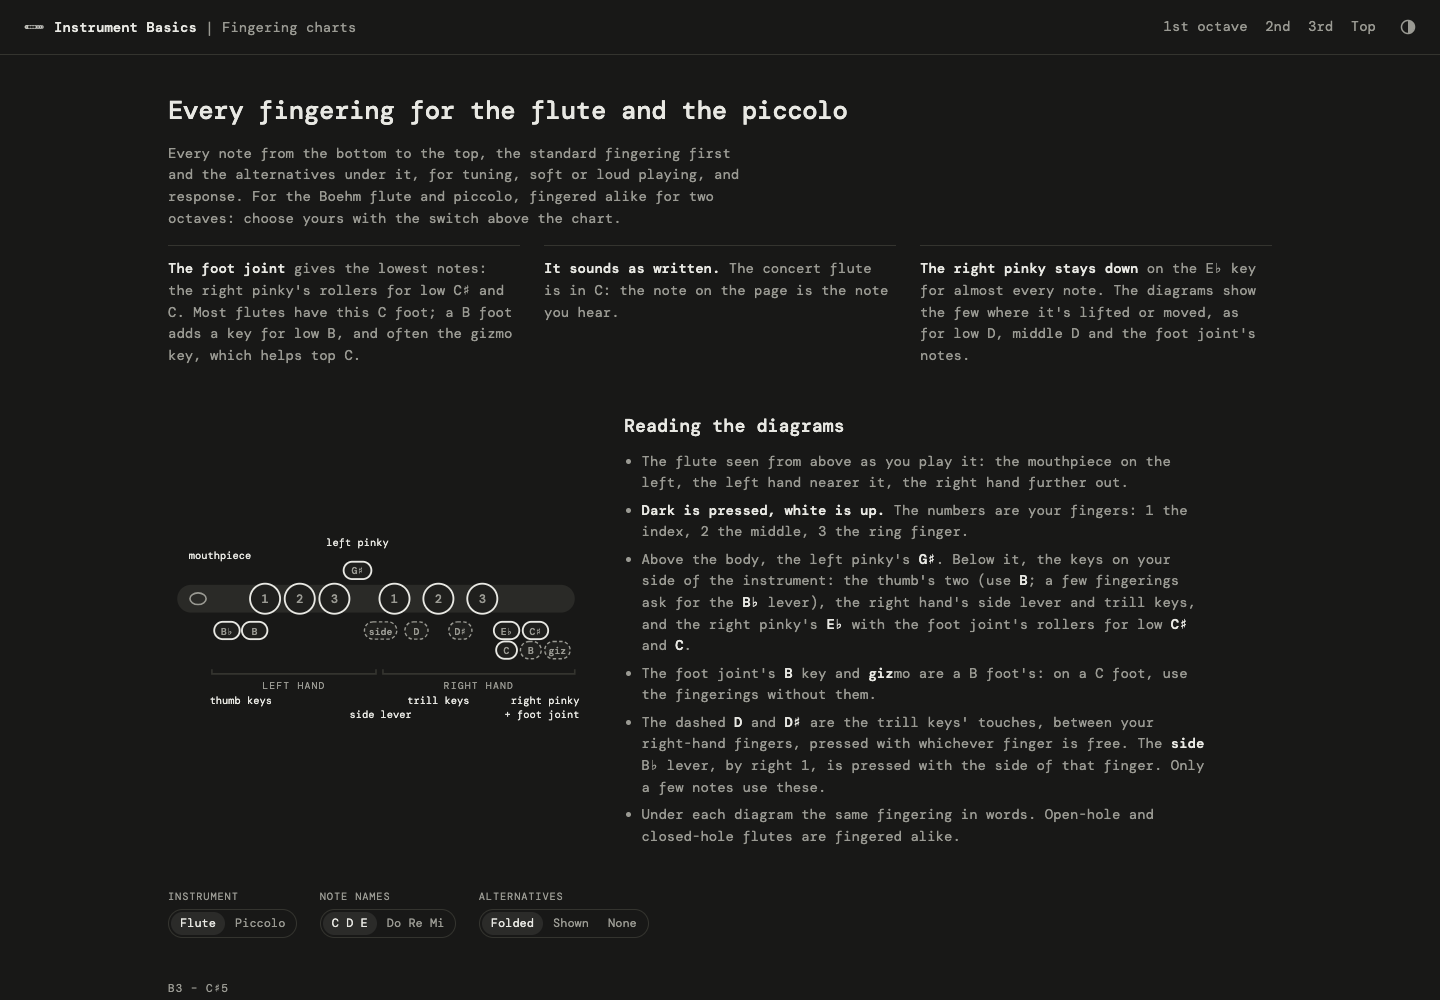 Instrument Basics | Fingering charts
1st octave 2nd 3rd Top
Every fingering for the flute and the piccolo
Every note from the bottom to the top, the standard fingering first
and the alternatives under it, for tuning, soft or loud playing, and
response. For the Boehm flute and piccolo, fingered alike for two
octaves: choose yours with the switch above the chart.
The foot joint gives the lowest notes:
the right pinky's rollers for low C♯ and
C. Most flutes have this C foot; a B foot
adds a key for low B, and often the gizmo
key, which helps top C.
It sounds as written. The concert flute
is in C: the note on the page is the note
you hear.
The right pinky stays down on the E♭ key
for almost every note. The diagrams show
the few where it's lifted or moved, as
for low D, middle D and the foot joint's
notes.
left pinky
mouthpiece
G♯
1 2 3 1 2 3
B♭ B side D D♯ E♭ C♯
C B giz
LEFT HAND RIGHT HAND
thumb keys trill keys right pinky
side lever + foot joint
Reading the diagrams
• The flute seen from above as you play it: the mouthpiece on the
left, the left hand nearer it, the right hand further out.
• Dark is pressed, white is up. The numbers are your fingers: 1 the
index, 2 the middle, 3 the ring finger.
• Above the body, the left pinky's G♯. Below it, the keys on your
side of the instrument: the thumb's two (use B; a few fingerings
ask for the B♭ lever), the right hand's side lever and trill keys,
and the right pinky's E♭ with the foot joint's rollers for low C♯
and C.
• The foot joint's B key and gizmo are a B foot's: on a C foot, use
the fingerings without them.
• The dashed D and D♯ are the trill keys' touches, between your
right-hand fingers, pressed with whichever finger is free. The side
B♭ lever, by right 1, is pressed with the side of that finger. Only
a few notes use these.
• Under each diagram the same fingering in words. Open-hole and
closed-hole flutes are fingered alike.
INSTRUMENT NOTE NAMES ALTERNATIVES
Flute Piccolo C D E Do Re Mi Folded Shown None
B3 – C♯5